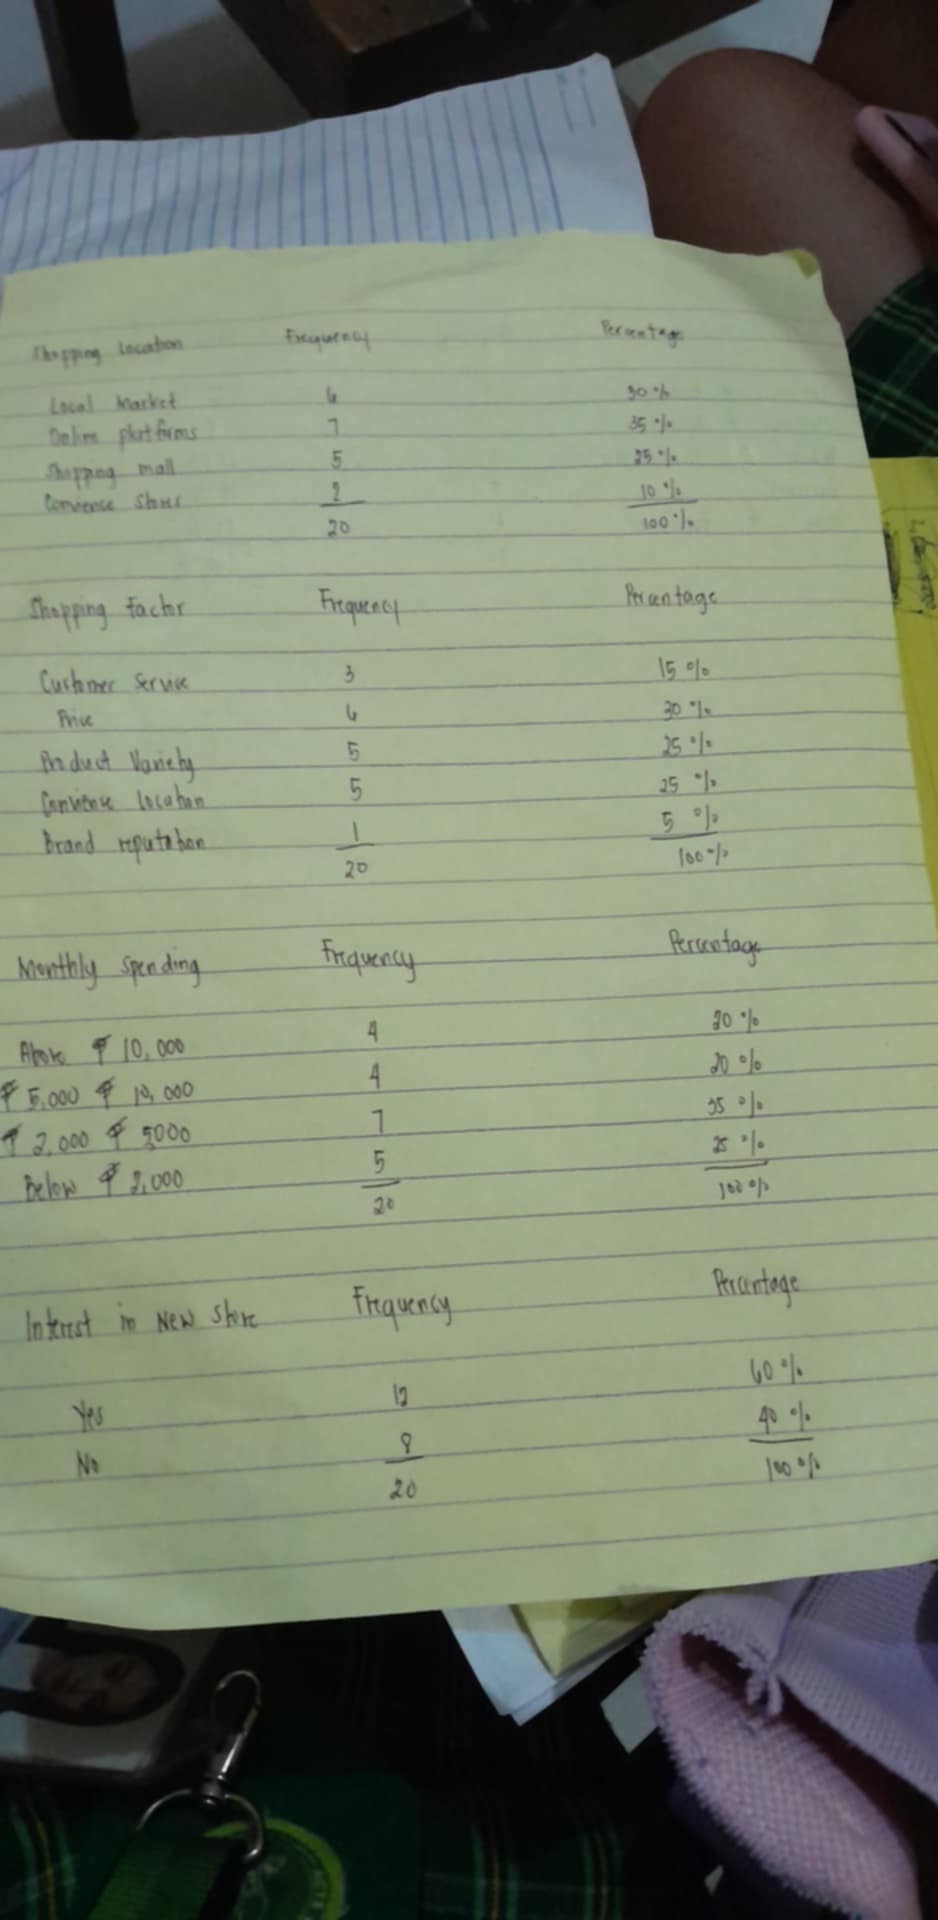 Shopping Location Frequency Percentage
Local Market 6 30%
Online platforms 7 35%
Shopping mall 5 25%
Convience Stores 2 10%
20 100%
Shopping Factor Frequency Percentage
Customer Service 3 15%
Price 6 30%
Product Variety 5 25%
Convience location 5 25%
Brand reputation 1 5%
20 100%
Monthly Spending Frequency Percentage
Above ₱10,000 4 20%
₱5,000 ₱10,000 4 20%
₱2,000 ₱5000 7 35%
Below ₱2,000 5 25%
20 100%
Interest in New Store Frequency Percentage
Yes 12 60%
No 8 40%
20 100%